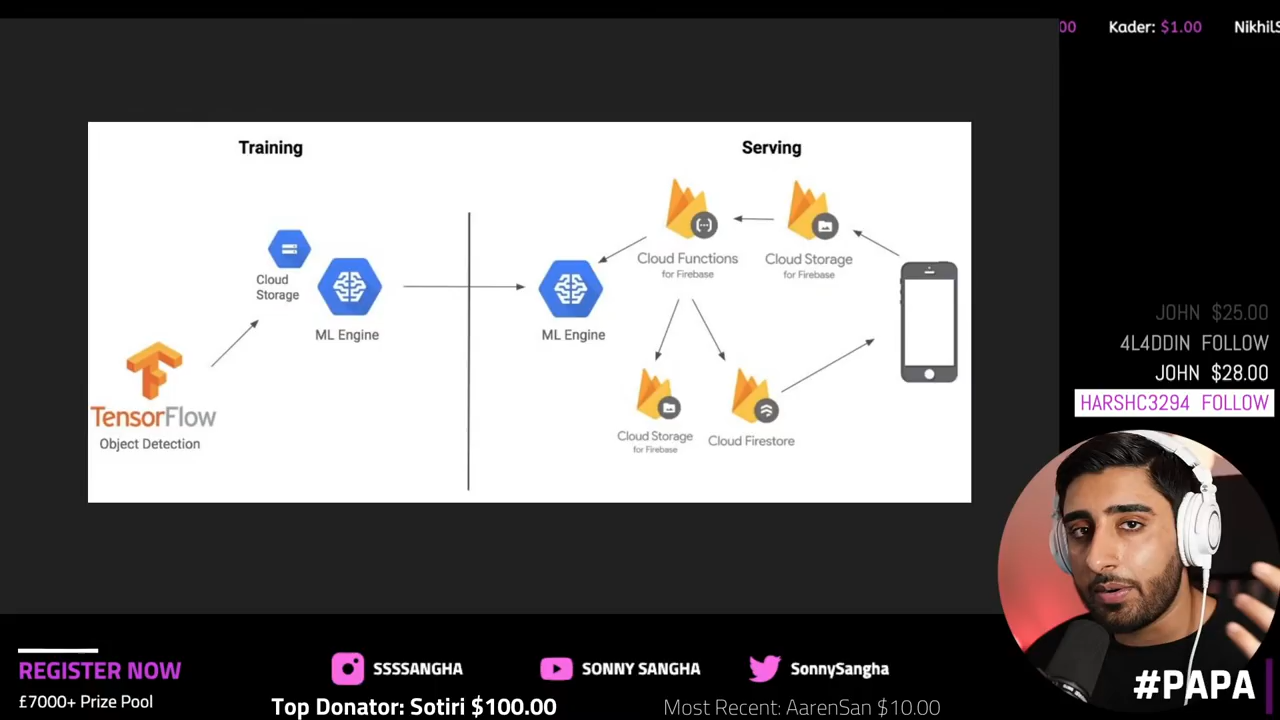 00 Kader: $1.00 NikhilS
Training
Serving
Cloud Functions
for Firebase
Cloud Storage
for Firebase
Cloud
Storage
ML Engine
ML Engine
TensorFlow
Object Detection
Cloud Storage
for Firebase
Cloud Firestore
JOHN $25.00
4L4DDIN FOLLOW
JOHN $28.00
HARSHC3294 FOLLOW
REGISTER NOW
£7000+ Prize Pool
SSSSANGHA
SONNY SANGHA
SonnySangha
Top Donator: Sotiri $100.00
Most Recent: AarenSan $10.00
#PAPA